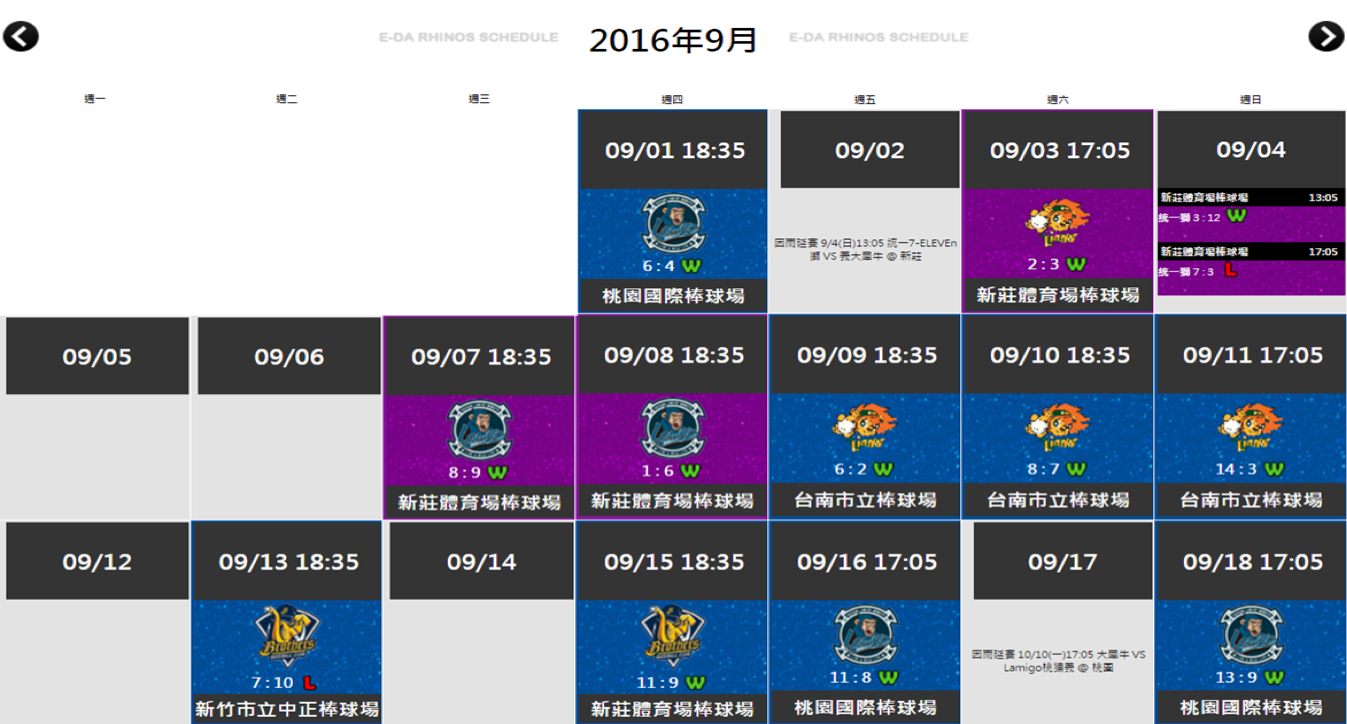 E-DA RHINOS SCHEDULE 2016年9月 E-DA RHINOS SCHEDULE
週一 週二 週三 週四 週五 週六 週日
09/01 18:35
6:4 W
桃園國際棒球場
09/02
因雨延賽 9/4(日)13:05 統一7-ELEVEn
獅 VS 義大犀牛 @ 新莊
09/03 17:05
Lions
2:3 W
新莊體育場棒球場
09/04
新莊體育場棒球場 13:05
統一獅 3:12 W
新莊體育場棒球場 17:05
統一獅 7:3 L
09/05
09/06
09/07 18:35
8:9 W
新莊體育場棒球場
09/08 18:35
1:6 W
新莊體育場棒球場
09/09 18:35
Lions
6:2 W
台南市立棒球場
09/10 18:35
Lions
8:7 W
台南市立棒球場
09/11 17:05
Lions
14:3 W
台南市立棒球場
09/12
09/13 18:35
Brothers
7:10 L
新竹市立中正棒球場
09/14
09/15 18:35
Brothers
11:9 W
新莊體育場棒球場
09/16 17:05
11:8 W
桃園國際棒球場
09/17
因雨延賽 10/10(一)17:05 大犀牛 VS
Lamigo桃猿義 @ 桃園
09/18 17:05
13:9 W
桃園國際棒球場